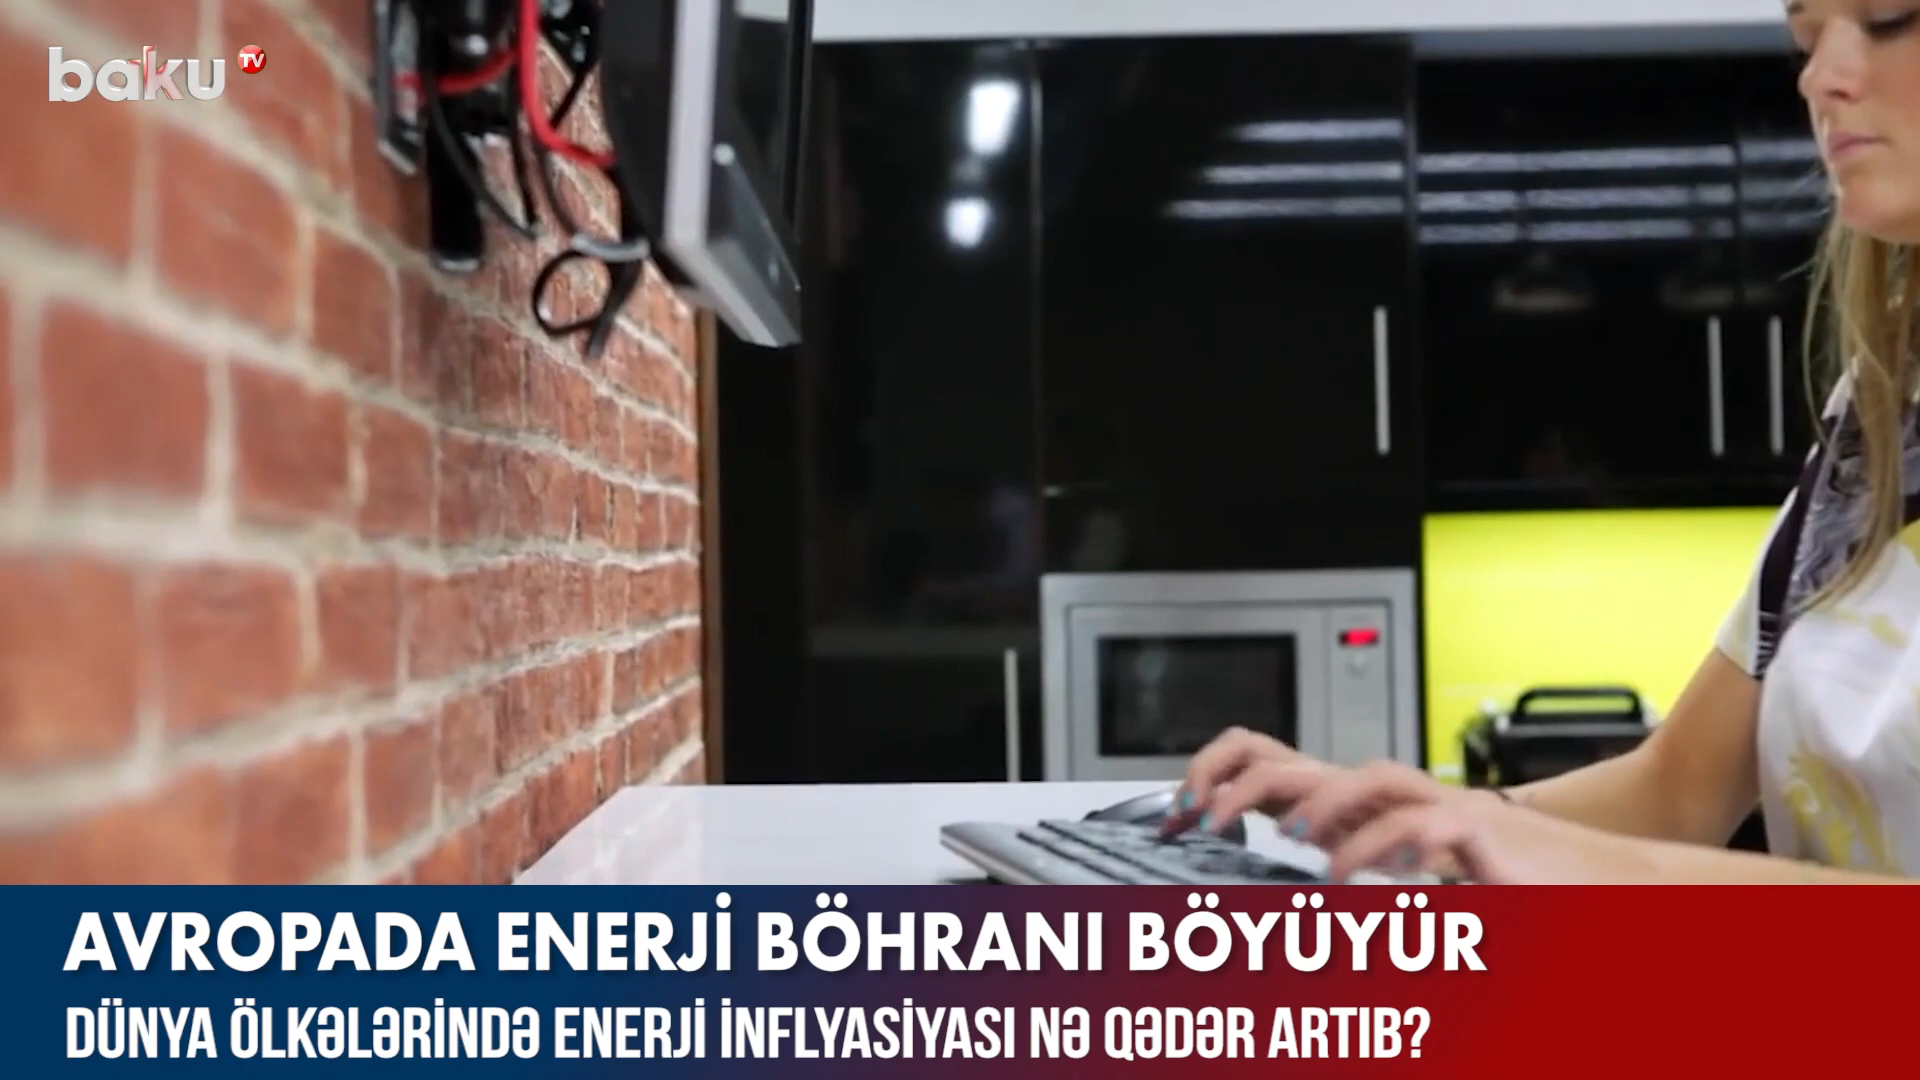 baku TV
AVROPADA ENERJİ BÖHRANI BÖYÜYÜR
DÜNYA ÖLKƏLƏRİNDƏ ENERJİ İNFLYASİYASI NƏ QƏDƏR ARTIB?